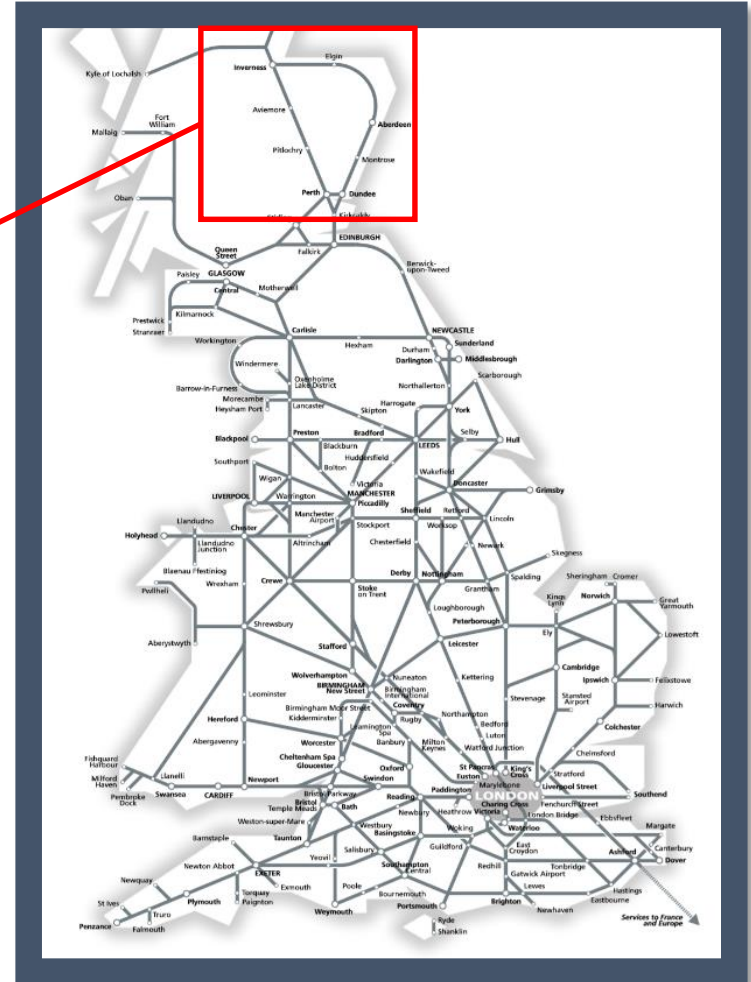 Elgin
Inverness
Kyle of Lochalsh
Aviemore
Fort
William
Mallaig
Aberdeen
Pitlochry
Montrose
Perth
Dundee
Oban
Kirkcaldy
EDINBURGH
Falkirk
Queen
Street
GLASGOW
Central
Paisley
Motherwell
Berwick-
upon-Tweed
Prestwick
Stranraer
Kilmarnock
Carlisle
NEWCASTLE
Sunderland
Workington
Hexham
Durham
Darlington
Middlesbrough
Windermere
Oxenholme
Lake District
Northallerton
Scarborough
Barrow-in-Furness
Morecambe
Heysham Port
Lancaster
Skipton
Harrogate
York
Blackpool
Preston
Blackburn
Bradford
LEEDS
Selby
Hull
Southport
Bolton
Huddersfield
Wakefield
Wigan
Victoria
MANCHESTER
Piccadilly
Doncaster
Grimsby
LIVERPOOL
Warrington
Manchester
Airport
Stockport
Sheffield
Retford
Worksop
Lincoln
Llandudno
Holyhead
Llandudno
Junction
Chester
Altrincham
Chesterfield
Newark
Skegness
Blaenau Ffestiniog
Pwllheli
Wrexham
Crewe
Stoke
on Trent
Derby
Nottingham
Grantham
Spalding
Sheringham
Cromer
Kings
Lynn
Norwich
Great
Yarmouth
Loughborough
Peterborough
Aberystwyth
Shrewsbury
Stafford
Leicester
Ely
Lowestoft
Wolverhampton
BIRMINGHAM
New Street
Nuneaton
Birmingham
International
Kettering
Cambridge
Ipswich
Felixstowe
Leominster
Birmingham Moor Street
Kidderminster
Coventry
Rugby
Northampton
Stevenage
Stansted
Airport
Harwich
Hereford
Leamington
Spa
Bedford
Colchester
Abergavenny
Worcester
Banbury
Milton
Keynes
Luton
Watford Junction
Chelmsford
Fishguard
Harbour
Cheltenham Spa
Gloucester
Oxford
St Pancras
Euston
King's
Cross
Stratford
Milford
Haven
Llanelli
Newport
Swindon
Paddington
Marylebone
Liverpool Street
Pembroke
Dock
Swansea
CARDIFF
Bristol Parkway
Bristol
Temple Meads
Bath
Reading
LONDON
Southend
Newbury
Heathrow
Victoria
Charing Cross
Fenchurch Street
London Bridge
Waterloo
Ebbsfleet
Weston-super-Mare
Westbury
Basingstoke
Woking
Margate
Barnstaple
Taunton
Salisbury
Guildford
East
Croydon
Canterbury
Newton Abbot
Yeovil
Southampton
Central
Redhill
Gatwick Airport
Tonbridge
Ashford
Dover
EXETER
Newquay
Exmouth
Poole
Bournemouth
Lewes
Hastings
Eastbourne
St Ives
Plymouth
Torquay
Paignton
Weymouth
Portsmouth
Brighton
Newhaven
Truro
Penzance
Falmouth
Ryde
Shanklin
Services to France
and Europe